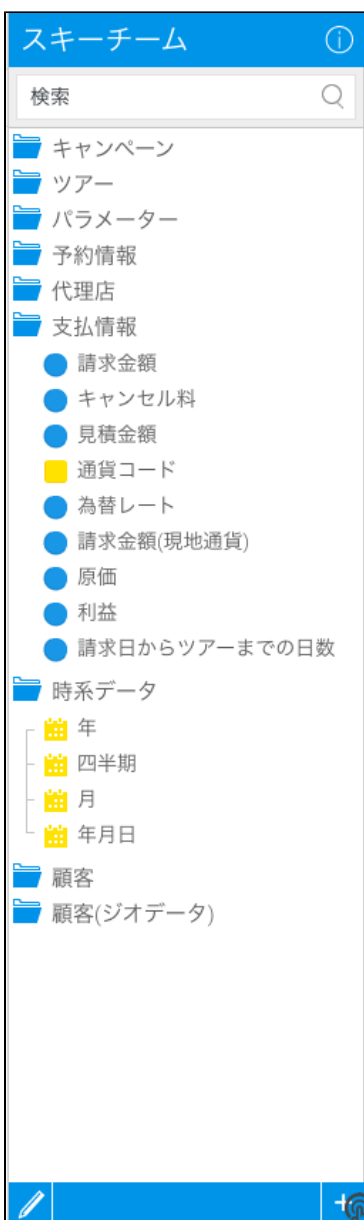 スキーチーム
検索
キャンペーン
ツアー
パラメーター
予約情報
代理店
支払情報
請求金額
キャンセル料
見積金額
通貨コード
為替レート
請求金額(現地通貨)
原価
利益
請求日からツアーまでの日数
時系データ
年
四半期
月
年月日
顧客
顧客(ジオデータ)